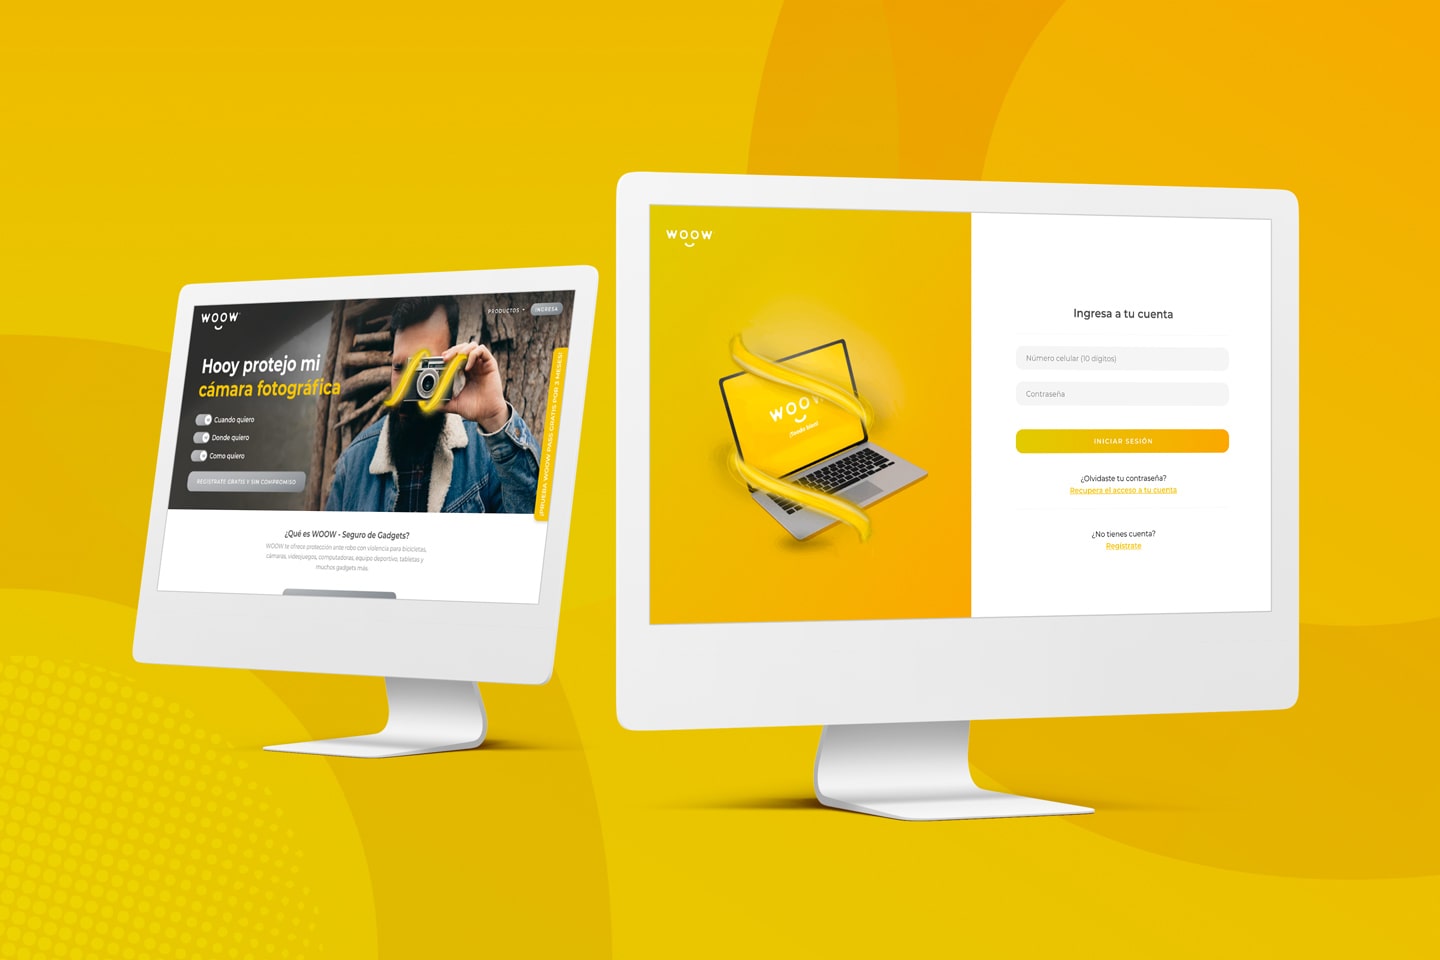 WOOW
PRODUCTOS
INGRESA
Hooy protejo mi
cámara fotográfica
Cuando quiero
Donde quiero
Como quiero
REGÍSTRATE GRATIS Y SIN COMPROMISO
¡PRUEBA WOOW PASS GRATIS POR 3 MESES!
¿Qué es WOOW - Seguro de Gadgets?
WOOW te ofrece protección ante robo con violencia para bicicletas,
cámaras, videojuegos, computadoras, equipo deportivo, tabletas y
muchos gadgets más.
WOOW
WOOW
Ingresa a tu cuenta
Número celular (10 dígitos)
Contraseña
INICIAR SESIÓN
¿Olvidaste tu contraseña?
Recupera el acceso a tu cuenta
¿No tienes cuenta?
Regístrate